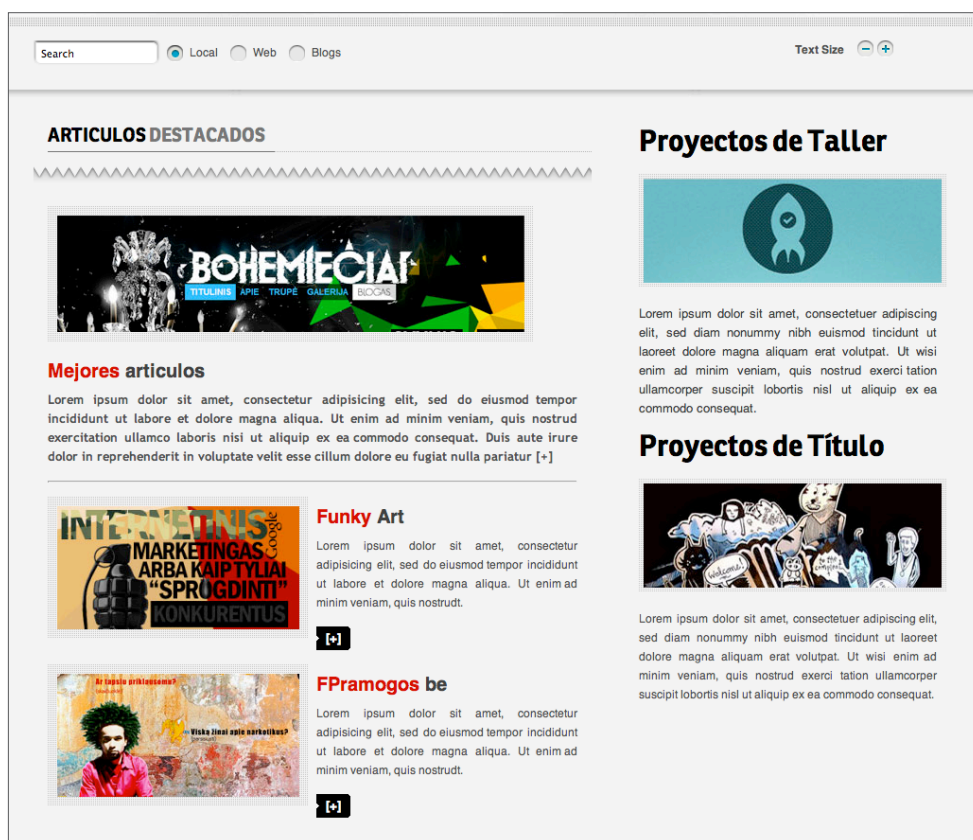 Search Local Web Blogs Text Size
ARTICULOS DESTACADOS
BOHEMIEČIAI
TITULINIS APIE TRUPĖ GALERIJA BLOGAS
Mejores articulos
Lorem ipsum dolor sit amet, consectetur adipisicing elit, sed do eiusmod tempor
incididunt ut labore et dolore magna aliqua. Ut enim ad minim veniam, quis nostrud
exercitation ullamco laboris nisi ut aliquip ex ea commodo consequat. Duis aute irure
dolor in reprehenderit in voluptate velit esse cillum dolore eu fugiat nulla pariatur [+]
INTERNETINIS
Google
MARKETINGAS
ARBA KAIP TYLIAI
“SPROGDINTI”
KONKURENTUS
Funky Art
Lorem ipsum dolor sit amet, consectetur
adipisicing elit, sed do eiusmod tempor incididunt
ut labore et dolore magna aliqua. Ut enim ad
minim veniam, quis nostrudt.
[+]
Ar tapsiu priklausomu?
Viską žinai apie narkotikus?
FPramogos be
Lorem ipsum dolor sit amet, consectetur
adipisicing elit, sed do eiusmod tempor incididunt
ut labore et dolore magna aliqua. Ut enim ad
minim veniam, quis nostrudt.
[+]
Proyectos de Taller
Lorem ipsum dolor sit amet, consectetuer adipiscing
elit, sed diam nonummy nibh euismod tincidunt ut
laoreet dolore magna aliquam erat volutpat. Ut wisi
enim ad minim veniam, quis nostrud exerci tation
ullamcorper suscipit lobortis nisl ut aliquip ex ea
commodo consequat.
Proyectos de Título
Welcome!
to the
Lorem ipsum dolor sit amet, consectetuer adipiscing elit,
sed diam nonummy nibh euismod tincidunt ut laoreet
dolore magna aliquam erat volutpat. Ut wisi enim ad
minim veniam, quis nostrud exerci tation ullamcorper
suscipit lobortis nisl ut aliquip ex ea commodo consequat.